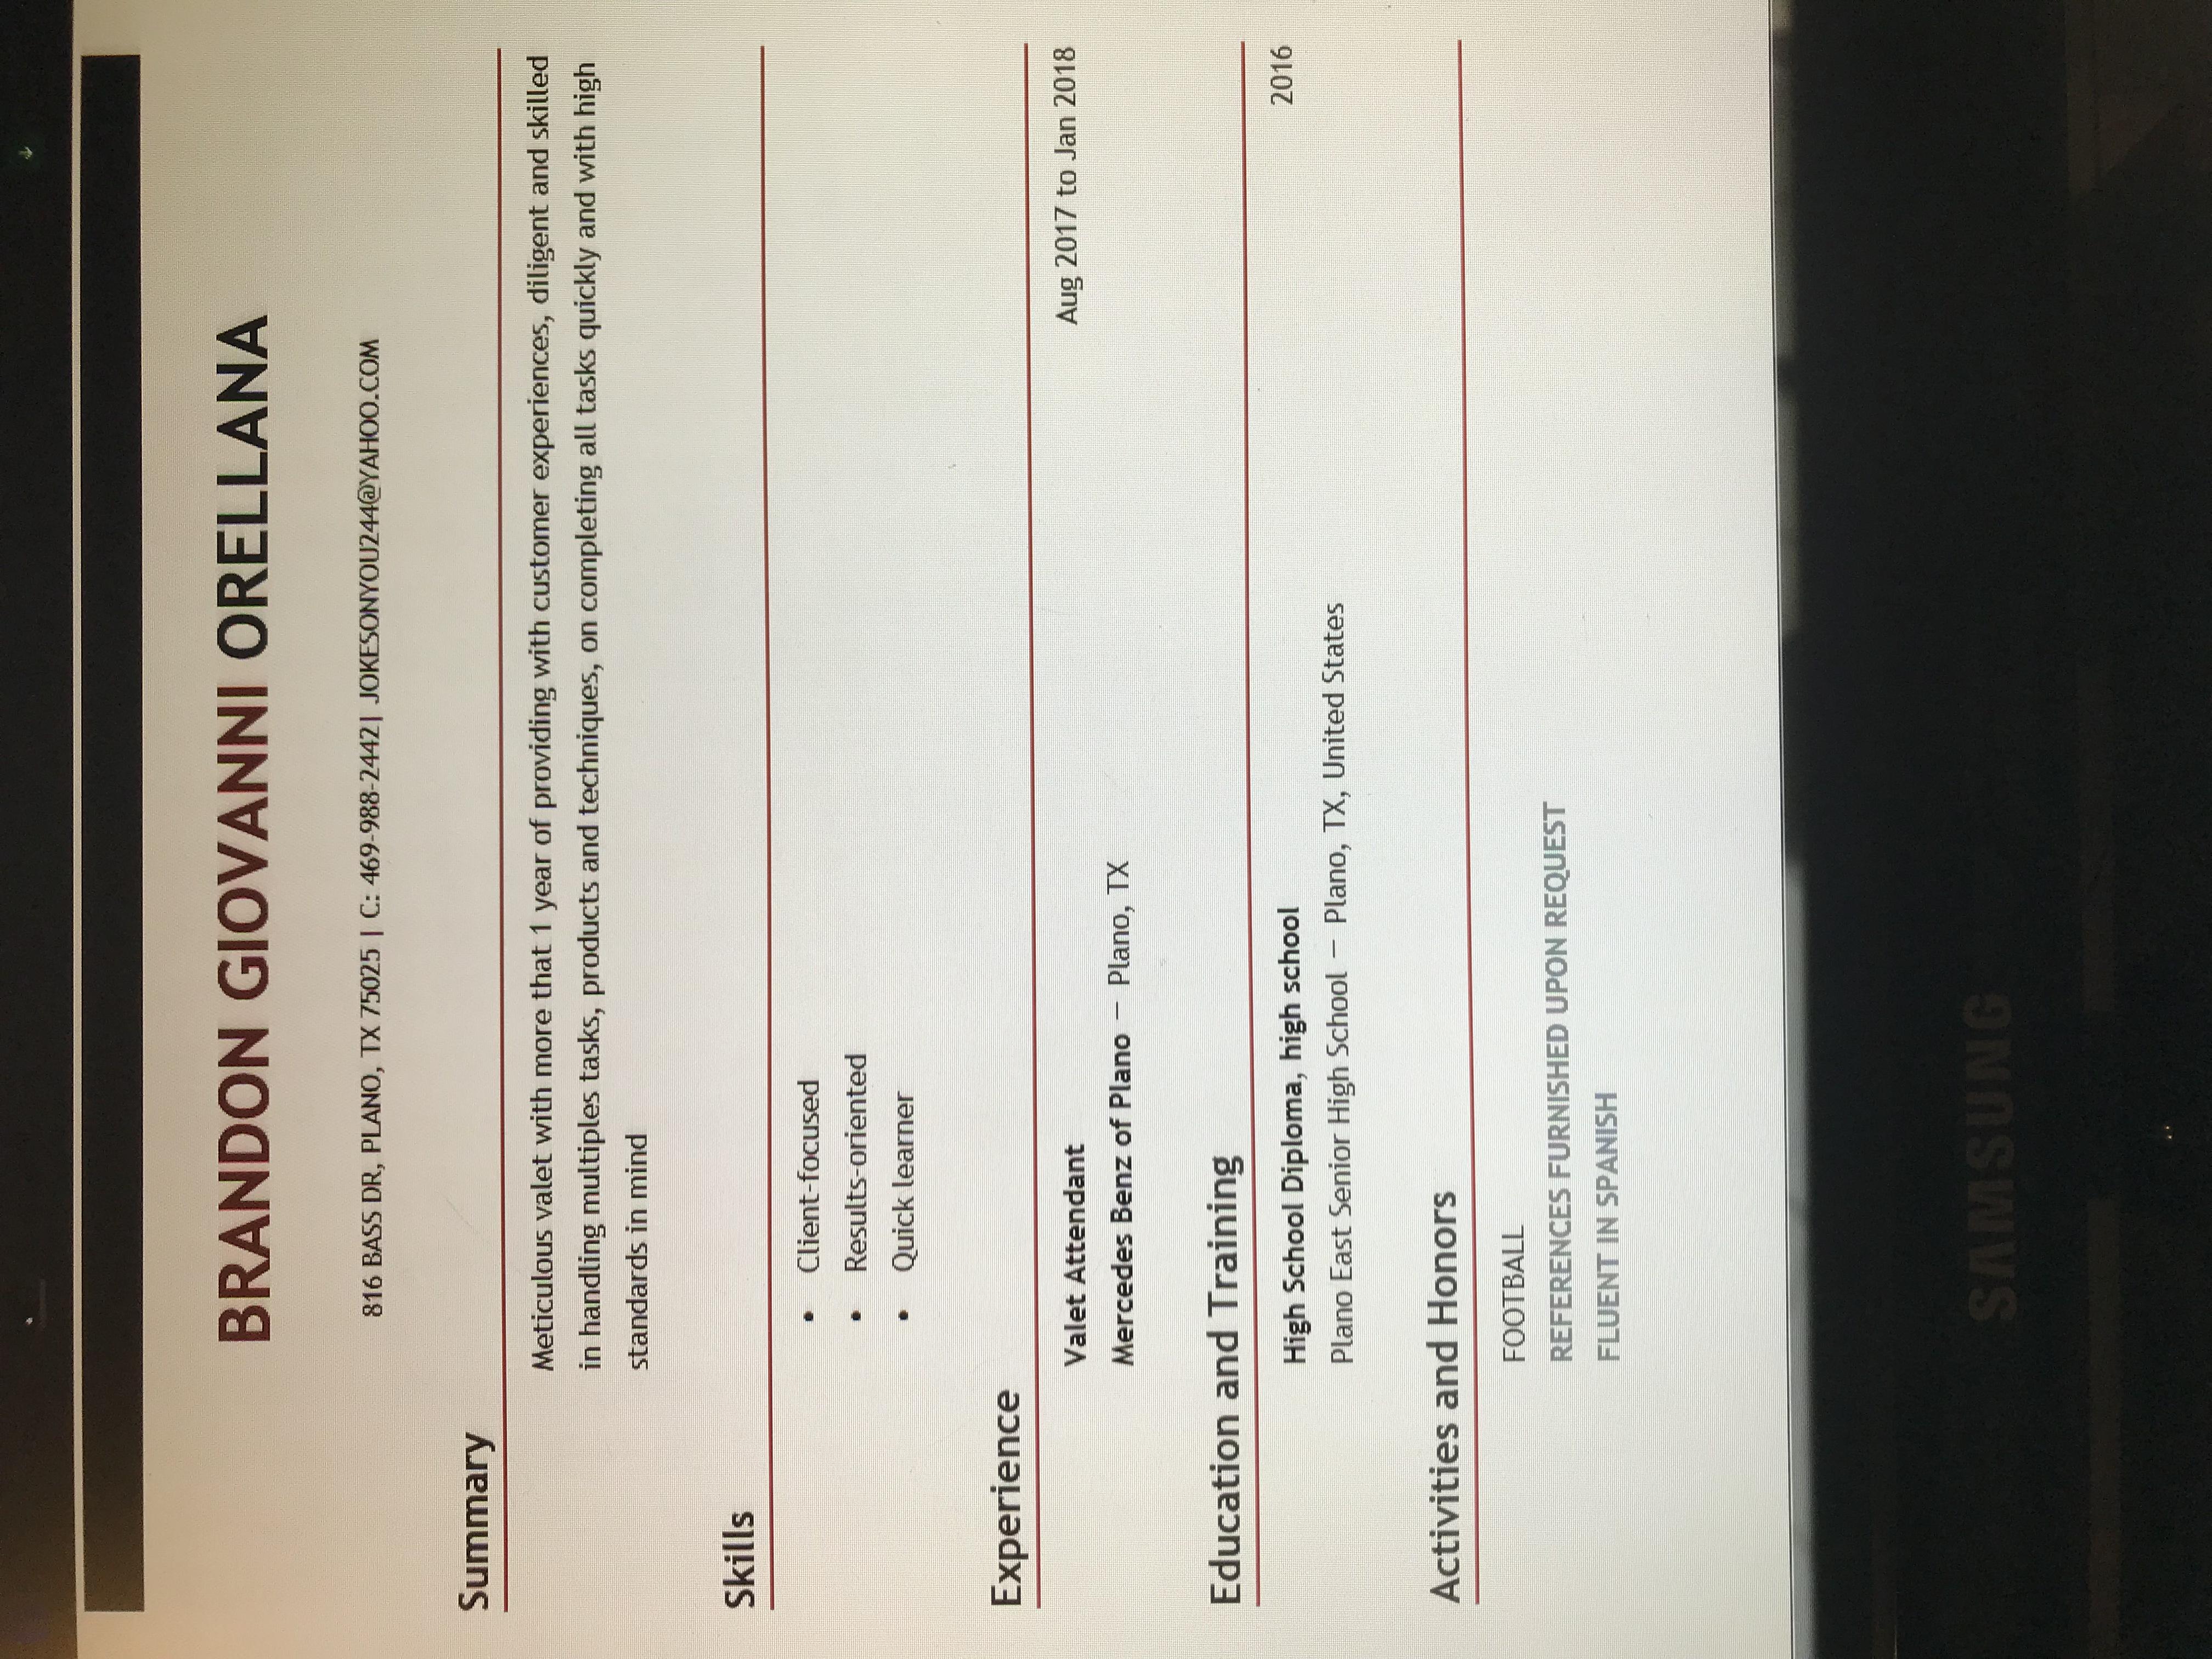 BRANDON GIOVANNI ORELLANA
816 BASS DR, PLANO, TX 75025 | C: 469-988-2442| JOKESONYOU244@YAHOO.COM
Summary
Meticulous valet with more that 1 year of providing with customer experiences, diligent and skilled
in handling multiples tasks, products and techniques, on completing all tasks quickly and with high
standards in mind
Skills
• Client-focused
• Results-oriented
• Quick learner
Experience
Valet Attendant Aug 2017 to Jan 2018
Mercedes Benz of Plano — Plano, TX
Education and Training
High School Diploma, high school 2016
Plano East Senior High School — Plano, TX, United States
Activities and Honors
FOOTBALL
REFERENCES FURNISHED UPON REQUEST
FLUENT IN SPANISH
SAMSUNG